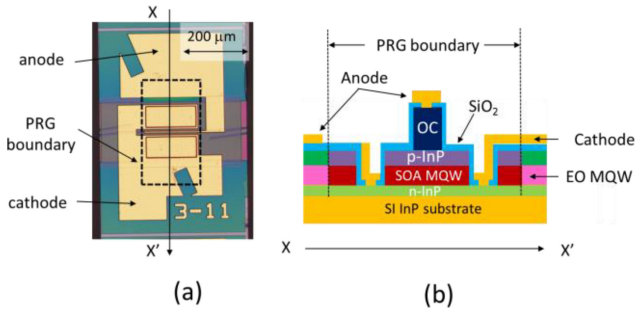 X
200 μm
anode
PRG
boundary
cathode
3-11
X'
(a)
PRG boundary
Anode
SiO2
OC
Cathode
p-InP
SOA MQW
EO MQW
n-InP
SI InP substrate
X
X'
(b)